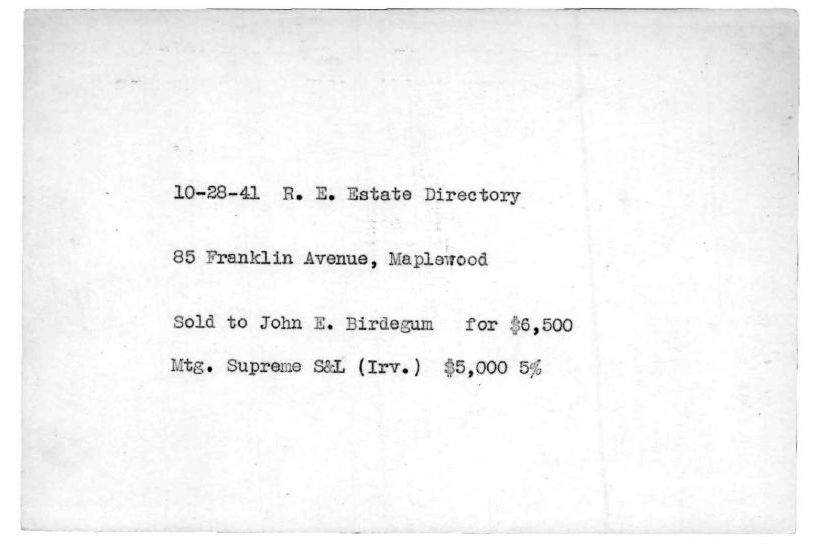 10-28-41 R. E. Estate Directory
85 Franklin Avenue, Maplewood
Sold to John E. Birdegum for $6,500
Mtg. Supreme S&L (Irv.) $5,000 5%